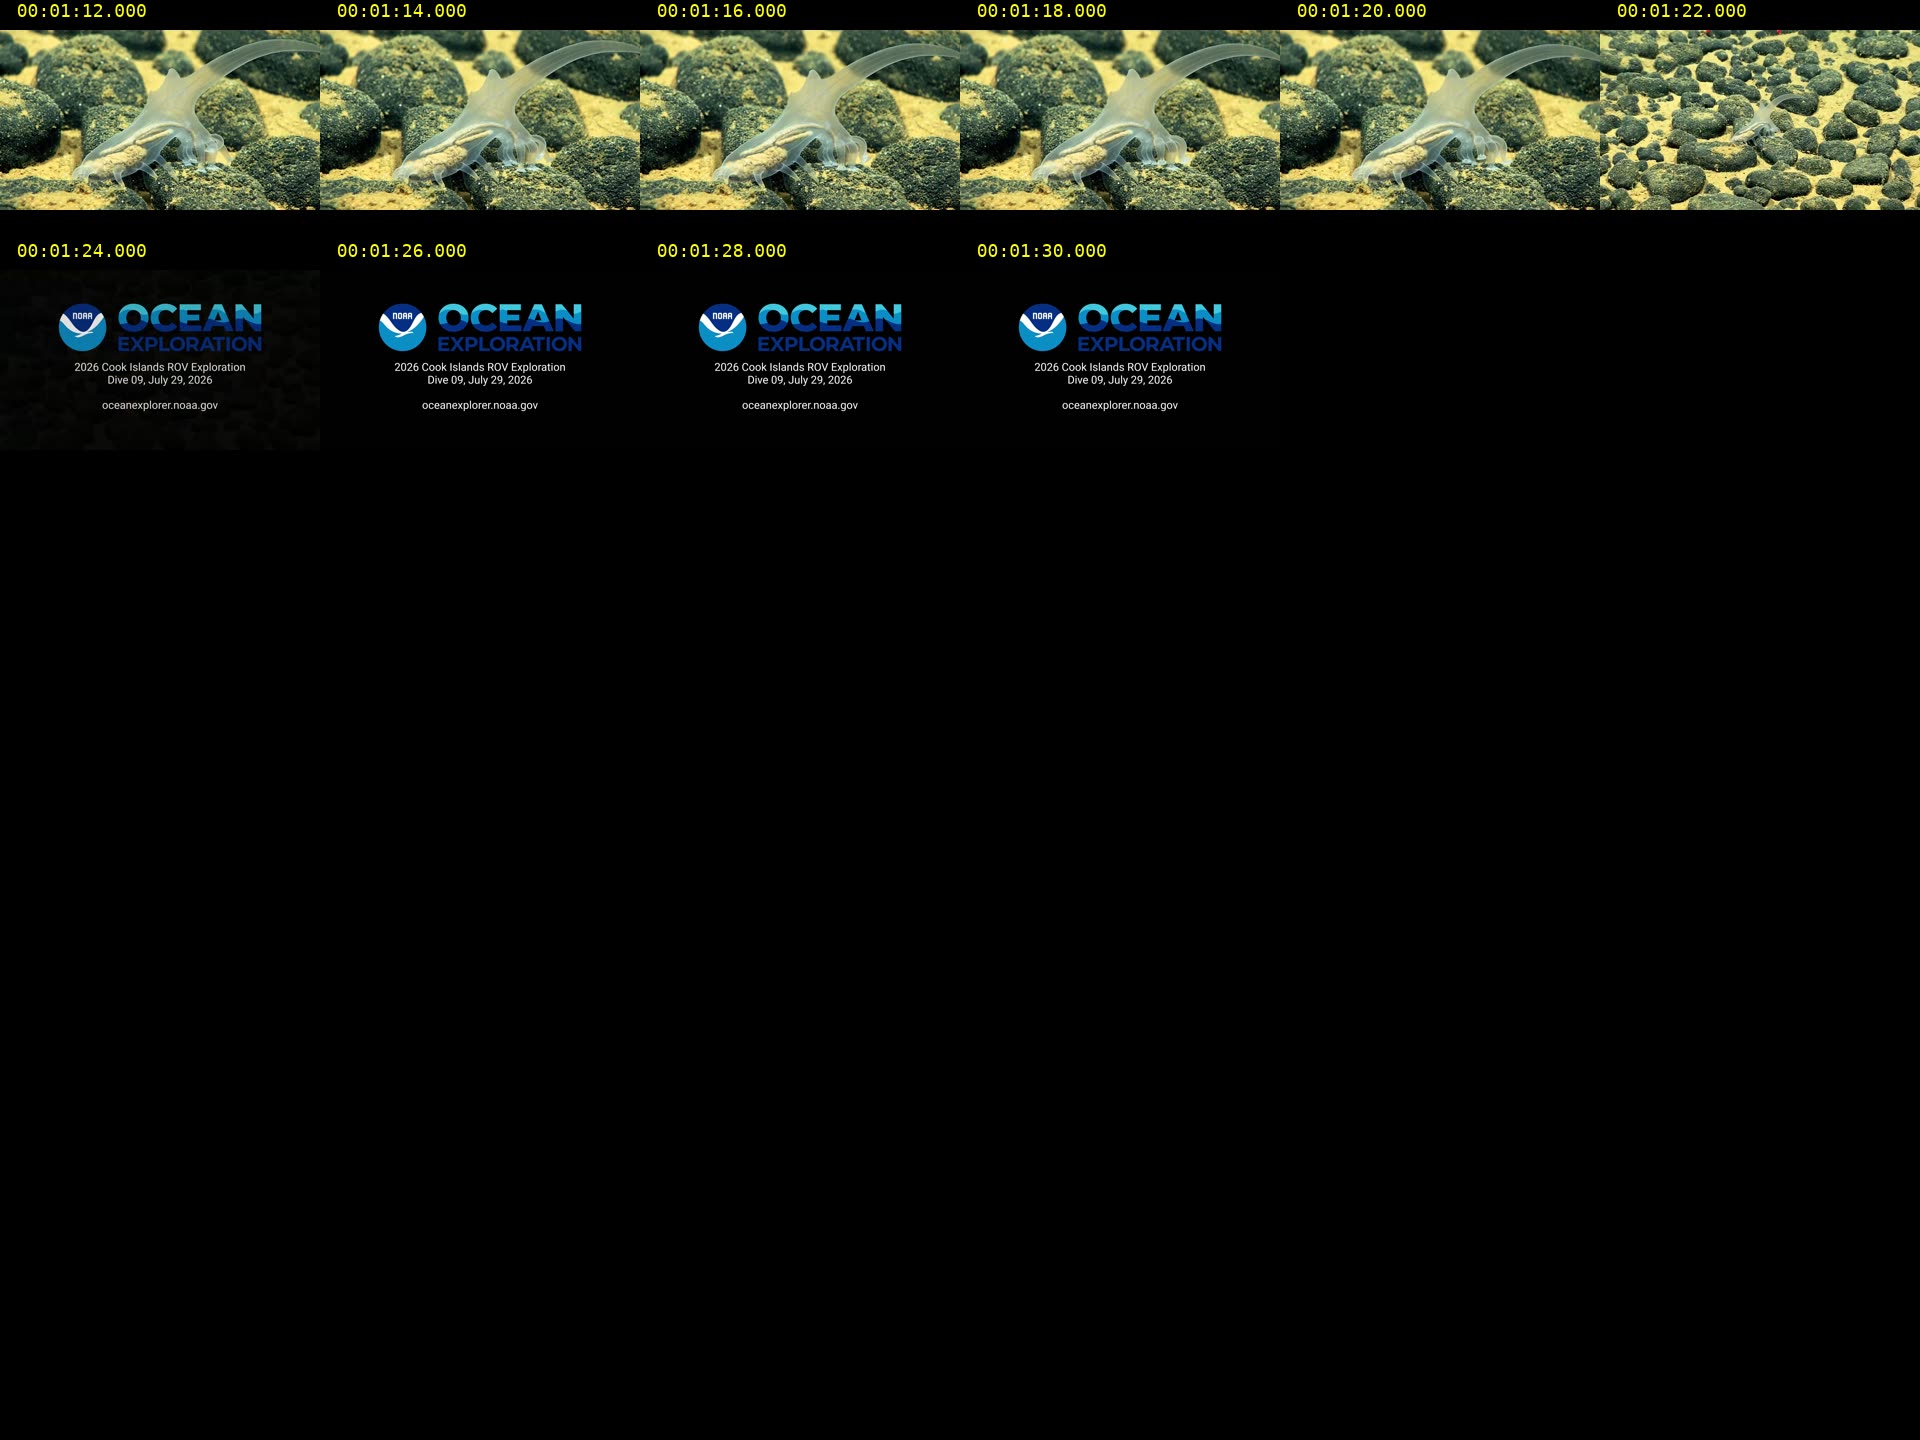 00:01:12.000 00:01:14.000 00:01:16.000 00:01:18.000 00:01:20.000 00:01:22.000
00:01:24.000 00:01:26.000 00:01:28.000 00:01:30.000
NOAA OCEAN EXPLORATION
2026 Cook Islands ROV Exploration
Dive 09, July 29, 2026
oceanexplorer.noaa.gov
NOAA OCEAN EXPLORATION
2026 Cook Islands ROV Exploration
Dive 09, July 29, 2026
oceanexplorer.noaa.gov
NOAA OCEAN EXPLORATION
2026 Cook Islands ROV Exploration
Dive 09, July 29, 2026
oceanexplorer.noaa.gov
NOAA OCEAN EXPLORATION
2026 Cook Islands ROV Exploration
Dive 09, July 29, 2026
oceanexplorer.noaa.gov